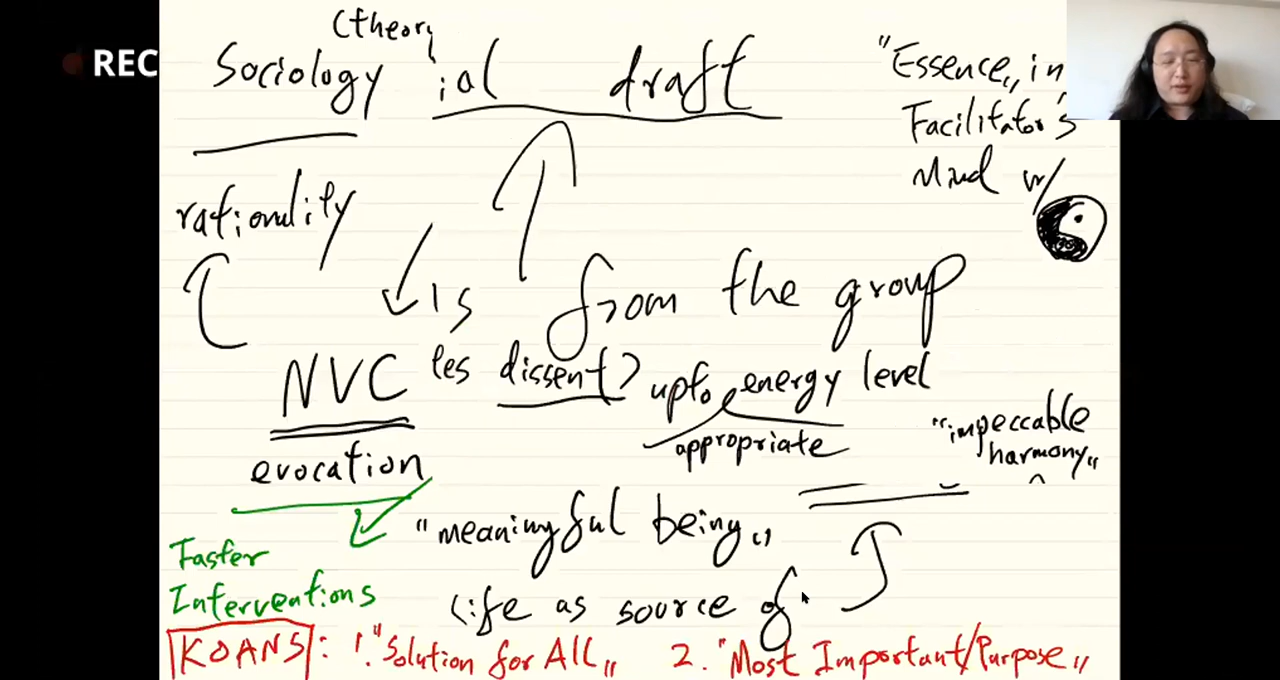 REC
(theory
Sociology ial draft
"Essence" in
Facilitator's
Mind w/
rationality
is from the group
NVC les dissent? upto energy level
appropriate
evocation
"impeccable
harmony"
"meaningful being"
Life as source of
Faster
Interventions
KOANS: 1. "Solution for All" 2. "Most Important/Purpose"